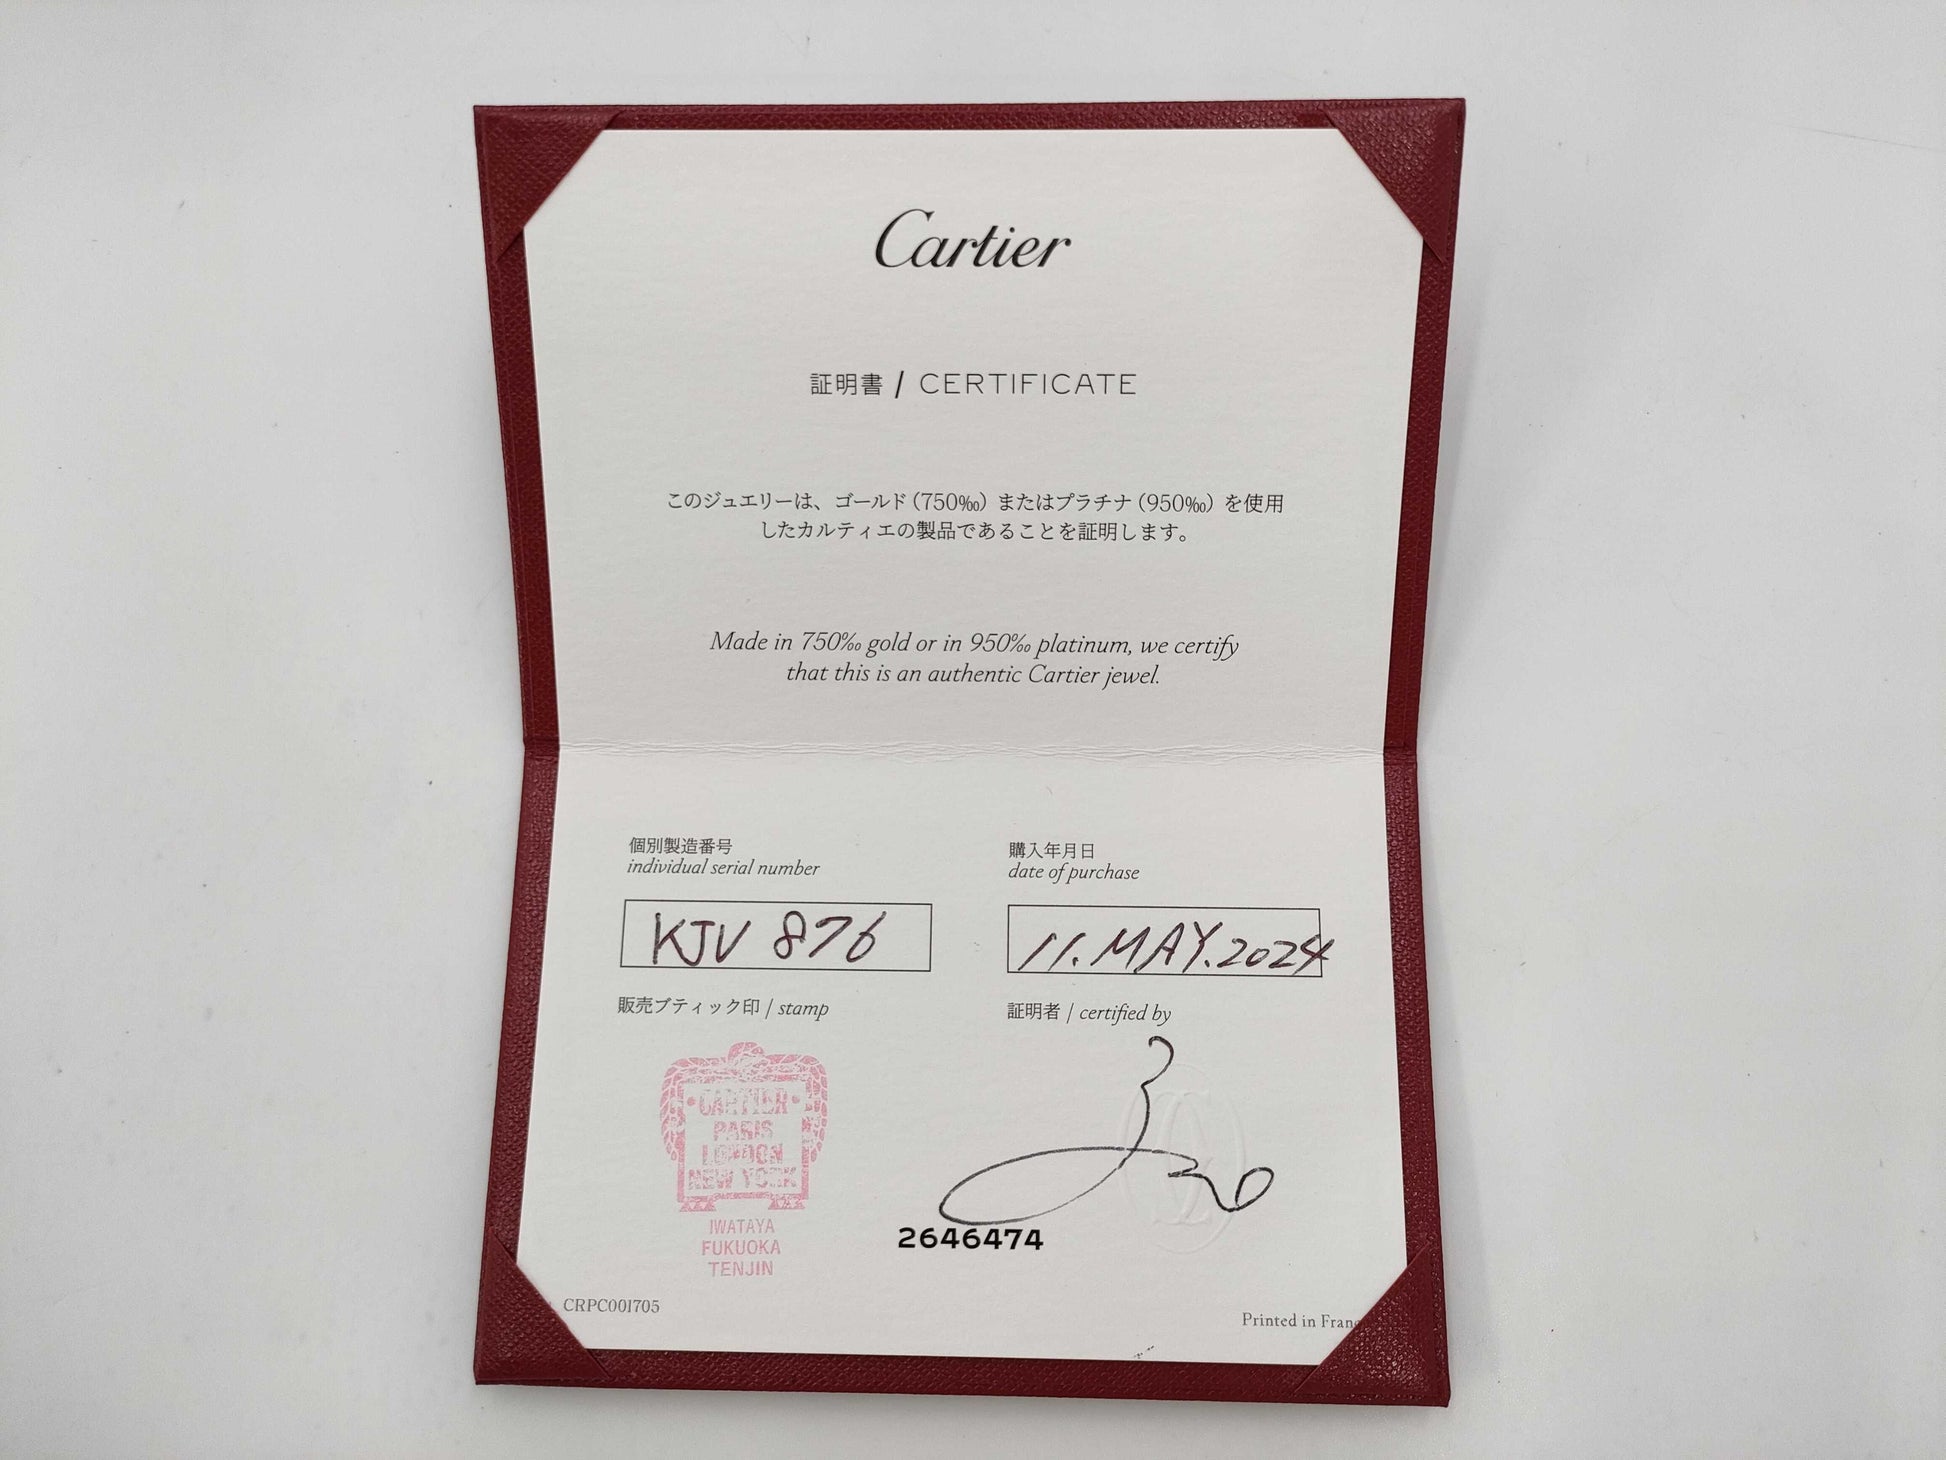 Cartier
証明書 / CERTIFICATE
このジュエリーは、ゴールド（750‰）またはプラチナ（950‰）を使用
したカルティエの製品であることを証明します。
Made in 750‰ gold or in 950‰ platinum, we certify
that this is an authentic Cartier jewel.
個別製造番号
individual serial number
KJV 876
購入年月日
date of purchase
11. MAY. 2024
販売ブティック印 / stamp
CARTIER
PARIS
LONDON
NEW YORK
IWATAYA
FUKUOKA
TENJIN
証明者 / certified by
2646474
CRPC001705
Printed in Franc